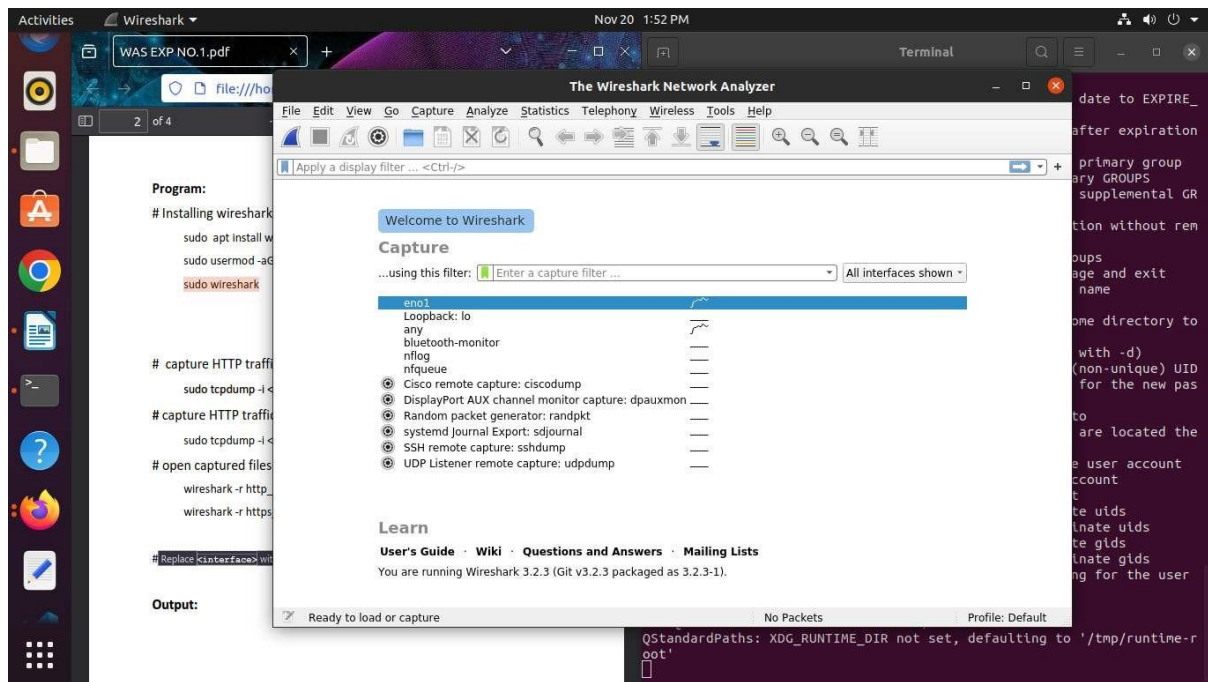 Activities Wireshark Nov 20 1:52 PM
WAS EXP NO.1.pdf × + Terminal
file:///ho
2 of 4
Program:
# Installing wireshark
sudo apt install w
sudo usermod -aG
sudo wireshark
# capture HTTP traffi
sudo tcpdump -i <
# capture HTTP traffic
sudo tcpdump -i <
# open captured files
wireshark -r http_
wireshark -r https_
# Replace <interface> wit
Output:
The Wireshark Network Analyzer
File Edit View Go Capture Analyze Statistics Telephony Wireless Tools Help
Apply a display filter ... <Ctrl-/>
Welcome to Wireshark
Capture
...using this filter: Enter a capture filter ... All interfaces shown
eno1
Loopback: lo
any
bluetooth-monitor
nflog
nfqueue
Cisco remote capture: ciscodump
DisplayPort AUX channel monitor capture: dpauxmon
Random packet generator: randpkt
systemd Journal Export: sdjournal
SSH remote capture: sshdump
UDP Listener remote capture: udpdump
Learn
User's Guide · Wiki · Questions and Answers · Mailing Lists
You are running Wireshark 3.2.3 (Git v3.2.3 packaged as 3.2.3-1).
Ready to load or capture No Packets Profile: Default
date to EXPIRE_
after expiration
primary group
ary GROUPS
supplemental GR
tion without rem
oups
age and exit
name
ome directory to
with -d)
(non-unique) UID
for the new pas
to
are located the
e user account
ccount
t
te uids
inate uids
te gids
inate gids
ng for the user
QStandardPaths: XDG_RUNTIME_DIR not set, defaulting to '/tmp/runtime-r
oot'